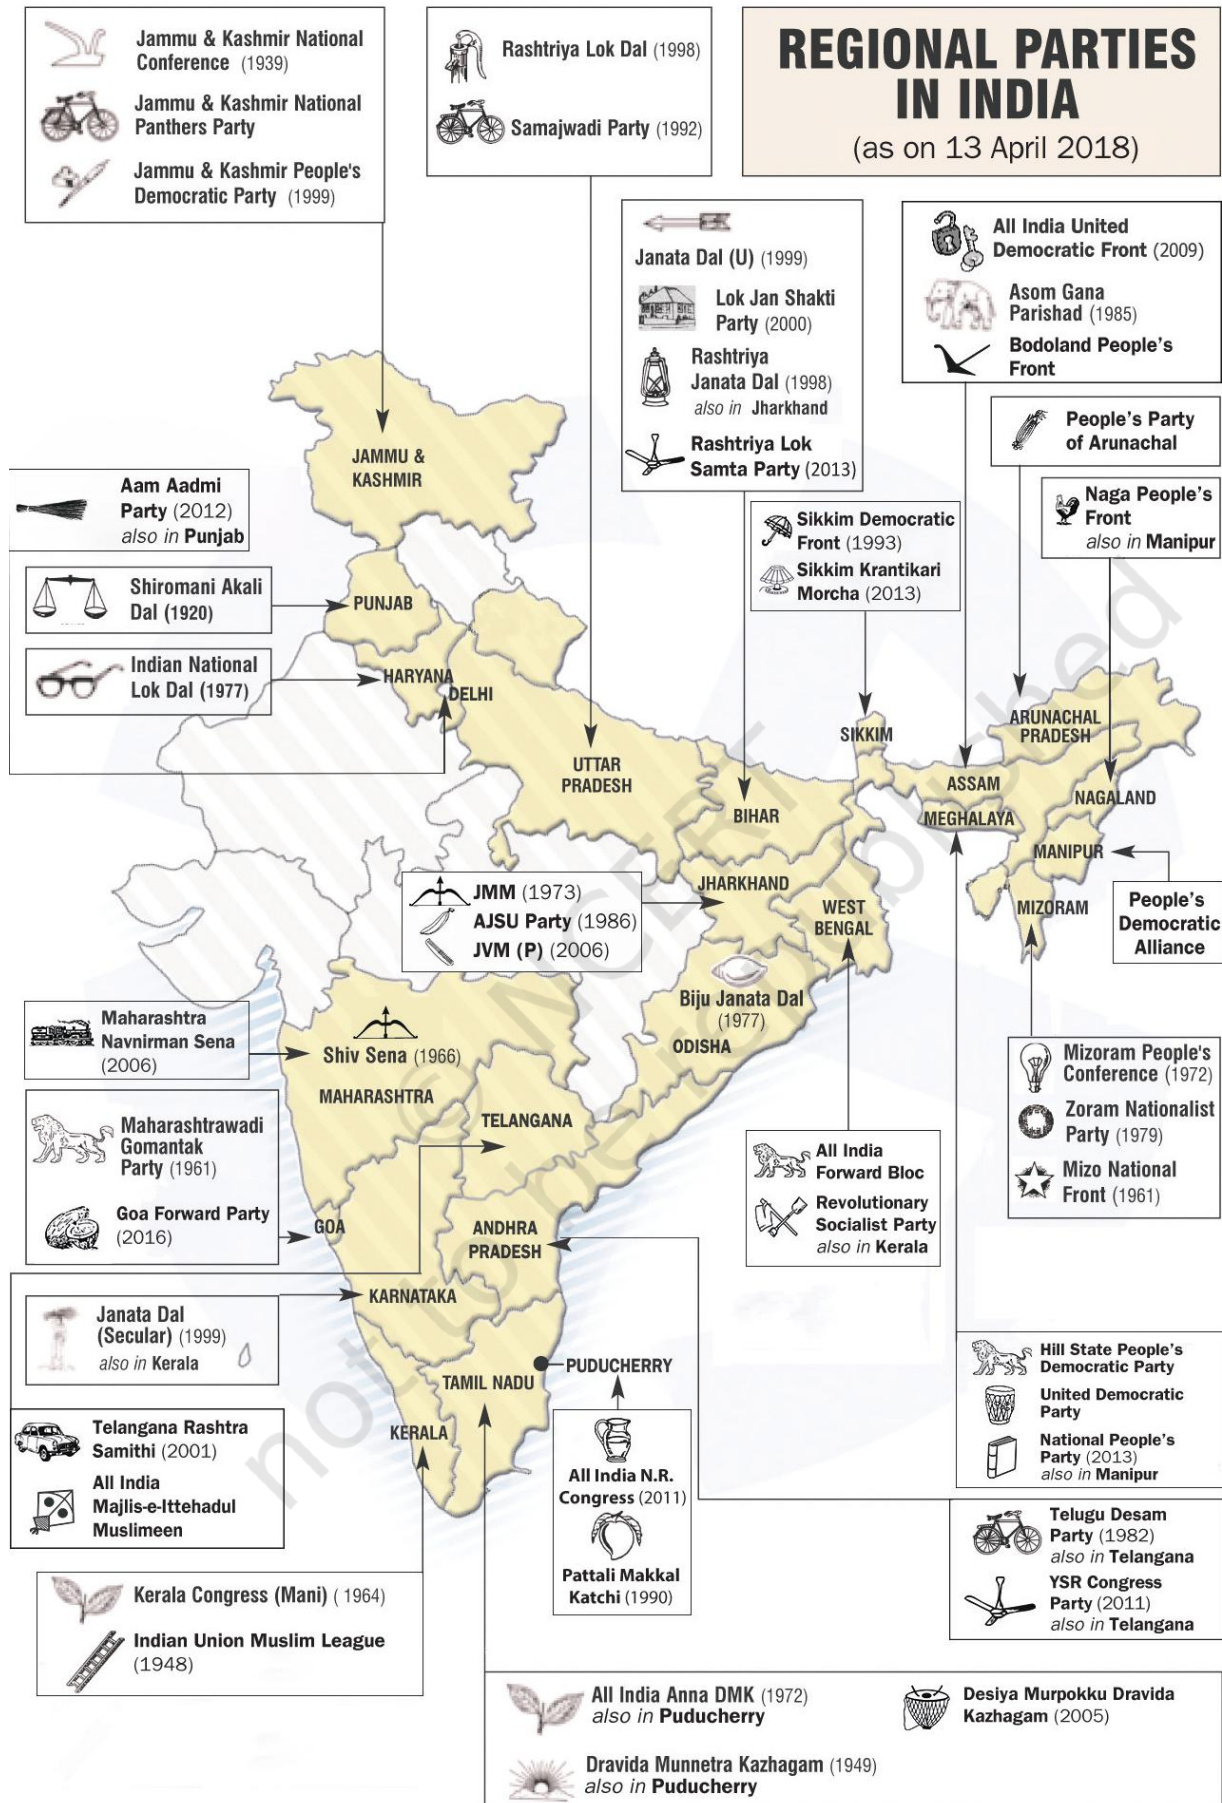 REGIONAL PARTIES
IN INDIA
(as on 13 April 2018)
Jammu & Kashmir National
Conference (1939)
Jammu & Kashmir National
Panthers Party
Jammu & Kashmir People's
Democratic Party (1999)
Rashtriya Lok Dal (1998)
Samajwadi Party (1992)
Janata Dal (U) (1999)
Lok Jan Shakti
Party (2000)
Rashtriya
Janata Dal (1998)
also in Jharkhand
Rashtriya Lok
Samta Party (2013)
All India United
Democratic Front (2009)
Asom Gana
Parishad (1985)
Bodoland People's
Front
People's Party
of Arunachal
Naga People's
Front
also in Manipur
Sikkim Democratic
Front (1993)
Sikkim Krantikari
Morcha (2013)
Aam Aadmi
Party (2012)
also in Punjab
Shiromani Akali
Dal (1920)
Indian National
Lok Dal (1977)
JAMMU &
KASHMIR
PUNJAB
HARYANA
DELHI
UTTAR
PRADESH
BIHAR
SIKKIM
ARUNACHAL
PRADESH
ASSAM
NAGALAND
MEGHALAYA
MANIPUR
MIZORAM
JHARKHAND
WEST
BENGAL
People's
Democratic
Alliance
JMM (1973)
AJSU Party (1986)
JVM (P) (2006)
Biju Janata Dal
(1977)
ODISHA
Maharashtra
Navnirman Sena
(2006)
Shiv Sena (1966)
MAHARASHTRA
TELANGANA
Maharashtrawadi
Gomantak
Party (1961)
Goa Forward Party
(2016)
GOA
ANDHRA
PRADESH
KARNATAKA
Mizoram People's
Conference (1972)
Zoram Nationalist
Party (1979)
Mizo National
Front (1961)
All India
Forward Bloc
Revolutionary
Socialist Party
also in Kerala
Janata Dal
(Secular) (1999)
also in Kerala
PUDUCHERRY
TAMIL NADU
KERALA
Hill State People's
Democratic Party
United Democratic
Party
National People's
Party (2013)
also in Manipur
Telangana Rashtra
Samithi (2001)
All India
Majlis-e-Ittehadul
Muslimeen
All India N.R.
Congress (2011)
Pattali Makkal
Katchi (1990)
Telugu Desam
Party (1982)
also in Telangana
YSR Congress
Party (2011)
also in Telangana
Kerala Congress (Mani) ( 1964)
Indian Union Muslim League
(1948)
All India Anna DMK (1972)
also in Puducherry
Desiya Murpokku Dravida
Kazhagam (2005)
Dravida Munnetra Kazhagam (1949)
also in Puducherry
© NCERT
not to be republished